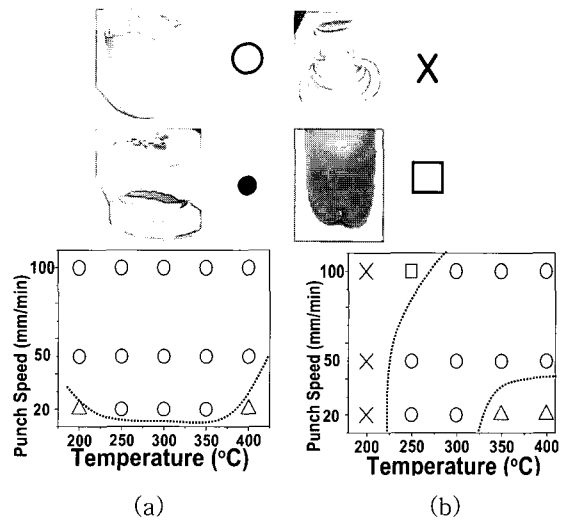 Punch Speed (mm/min)
100
50
20
200 250 300 350 400
Temperature (°C)
(a)
Punch Speed (mm/min)
100
50
20
200 250 300 350 400
Temperature (°C)
(b)